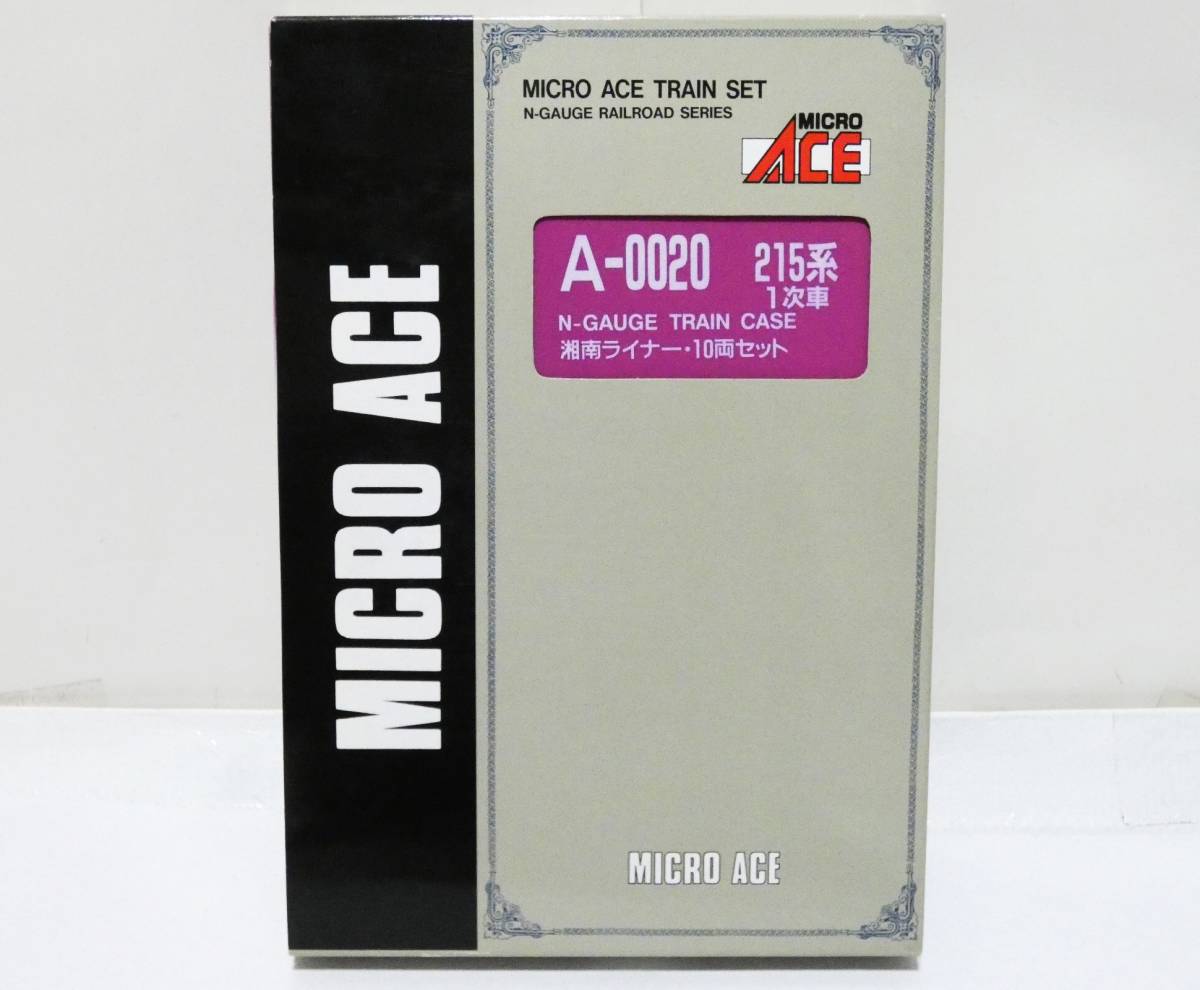 MICRO ACE
MICRO ACE TRAIN SET
N-GAUGE RAILROAD SERIES
MICRO
ACE
A-0020 215系
1次車
N-GAUGE TRAIN CASE
湘南ライナー・10両セット
MICRO ACE